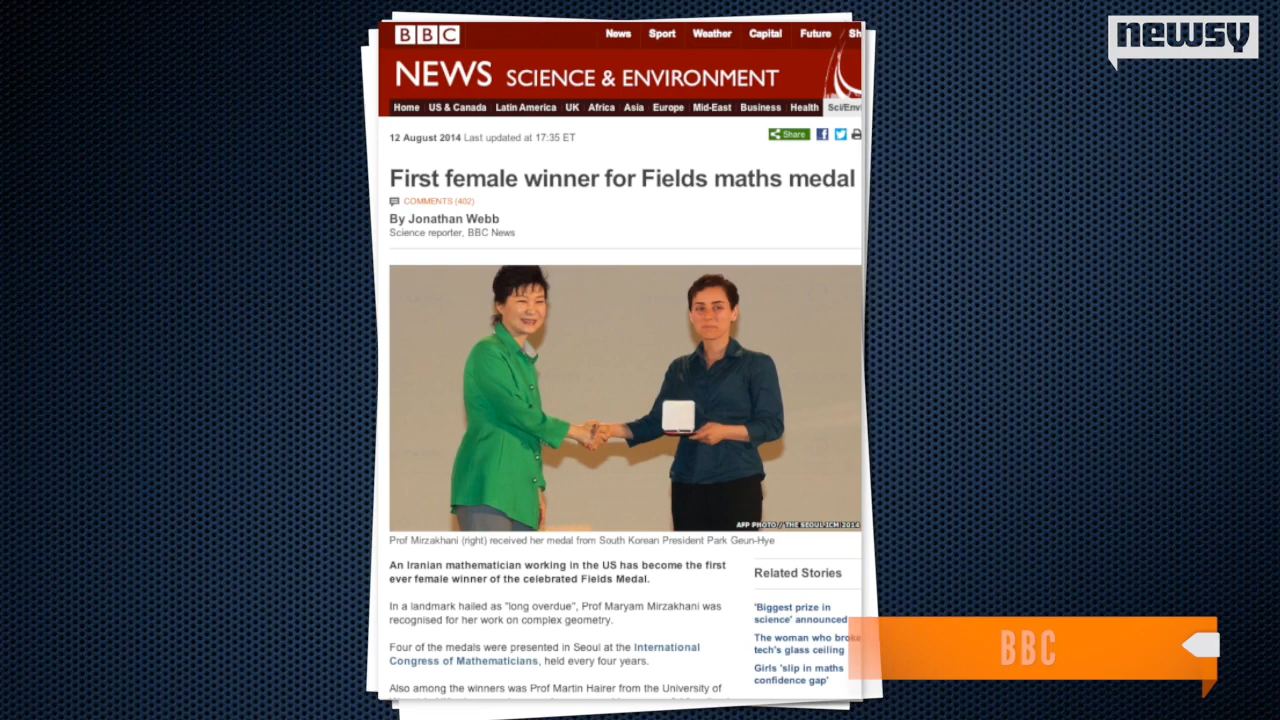 newsy
BBC
News Sport Weather Capital Future Sh
NEWS SCIENCE & ENVIRONMENT
Home US & Canada Latin America UK Africa Asia Europe Mid-East Business Health Sci/Envi
12 August 2014 Last updated at 17:35 ET
Share
First female winner for Fields maths medal
COMMENTS (402)
By Jonathan Webb
Science reporter, BBC News
AFP PHOTO / THE SEOUL ICM 2014
Prof Mirzakhani (right) received her medal from South Korean President Park Geun-Hye
An Iranian mathematician working in the US has become the first
ever female winner of the celebrated Fields Medal.
In a landmark hailed as "long overdue", Prof Maryam Mirzakhani was
recognised for her work on complex geometry.
Four of the medals were presented in Seoul at the International
Congress of Mathematicians, held every four years.
Also among the winners was Prof Martin Hairer from the University of
Related Stories
'Biggest prize in
science' announced
The woman who broke
tech's glass ceiling
Girls 'slip in maths
confidence gap'
BBC